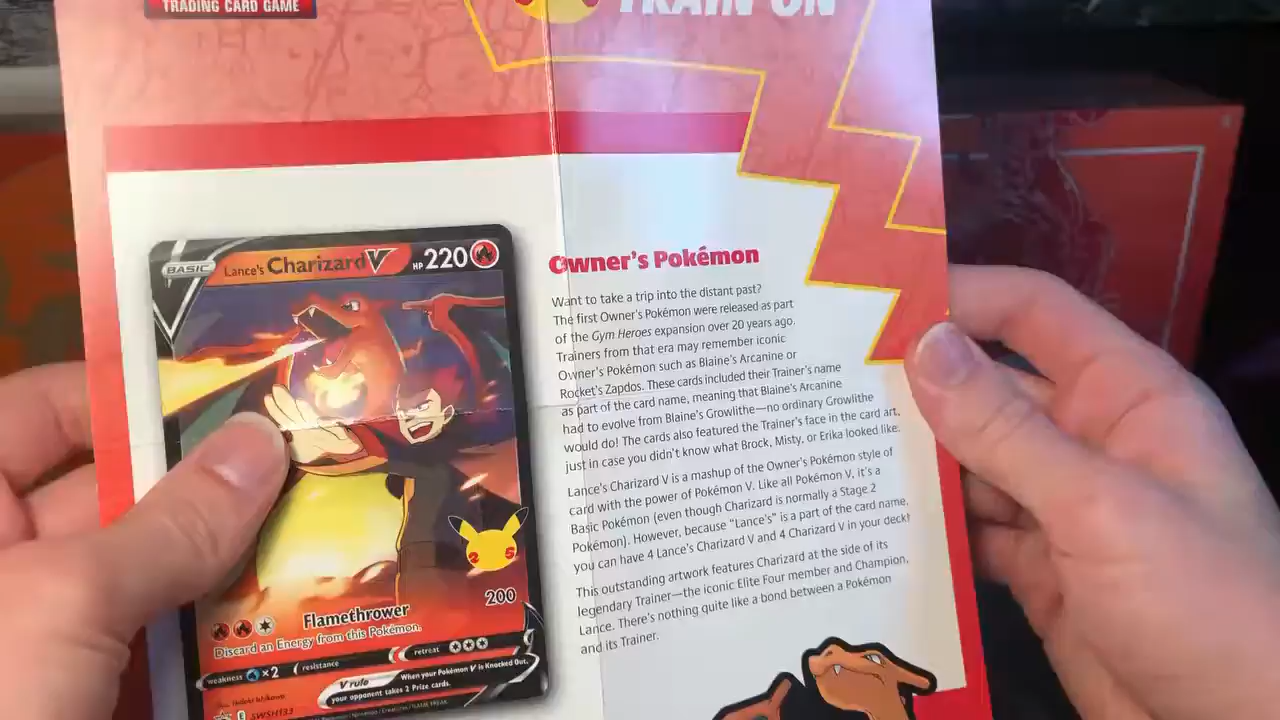 TRADING CARD GAME
TRAIN ON
BASIC
Lance's Charizard V
HP 220
2 5
Flamethrower
200
Discard an Energy from this Pokémon.
weakness ×2
resistance
retreat
V rule
When your Pokémon V is Knocked Out,
your opponent takes 2 Prize cards.
E SWSH133
Owner's Pokémon
Want to take a trip into the distant past?
The first Owner's Pokémon were released as part
of the Gym Heroes expansion over 20 years ago.
Trainers from that era may remember iconic
Owner's Pokémon such as Blaine's Arcanine or
Rocket's Zapdos. These cards included their Trainer's name
as part of the card name, meaning that Blaine's Arcanine
had to evolve from Blaine's Growlithe—no ordinary Growlithe
would do! The cards also featured the Trainer's face in the card art,
just in case you didn't know what Brock, Misty, or Erika looked like.
Lance's Charizard V is a mashup of the Owner's Pokémon style of
card with the power of Pokémon V. Like all Pokémon V, it's a
Basic Pokémon (even though Charizard is normally a Stage 2
Pokémon). However, because “Lance's” is a part of the card name,
you can have 4 Lance's Charizard V and 4 Charizard V in your deck!
This outstanding artwork features Charizard at the side of its
legendary Trainer—the iconic Elite Four member and Champion,
Lance. There's nothing quite like a bond between a Pokémon
and its Trainer.